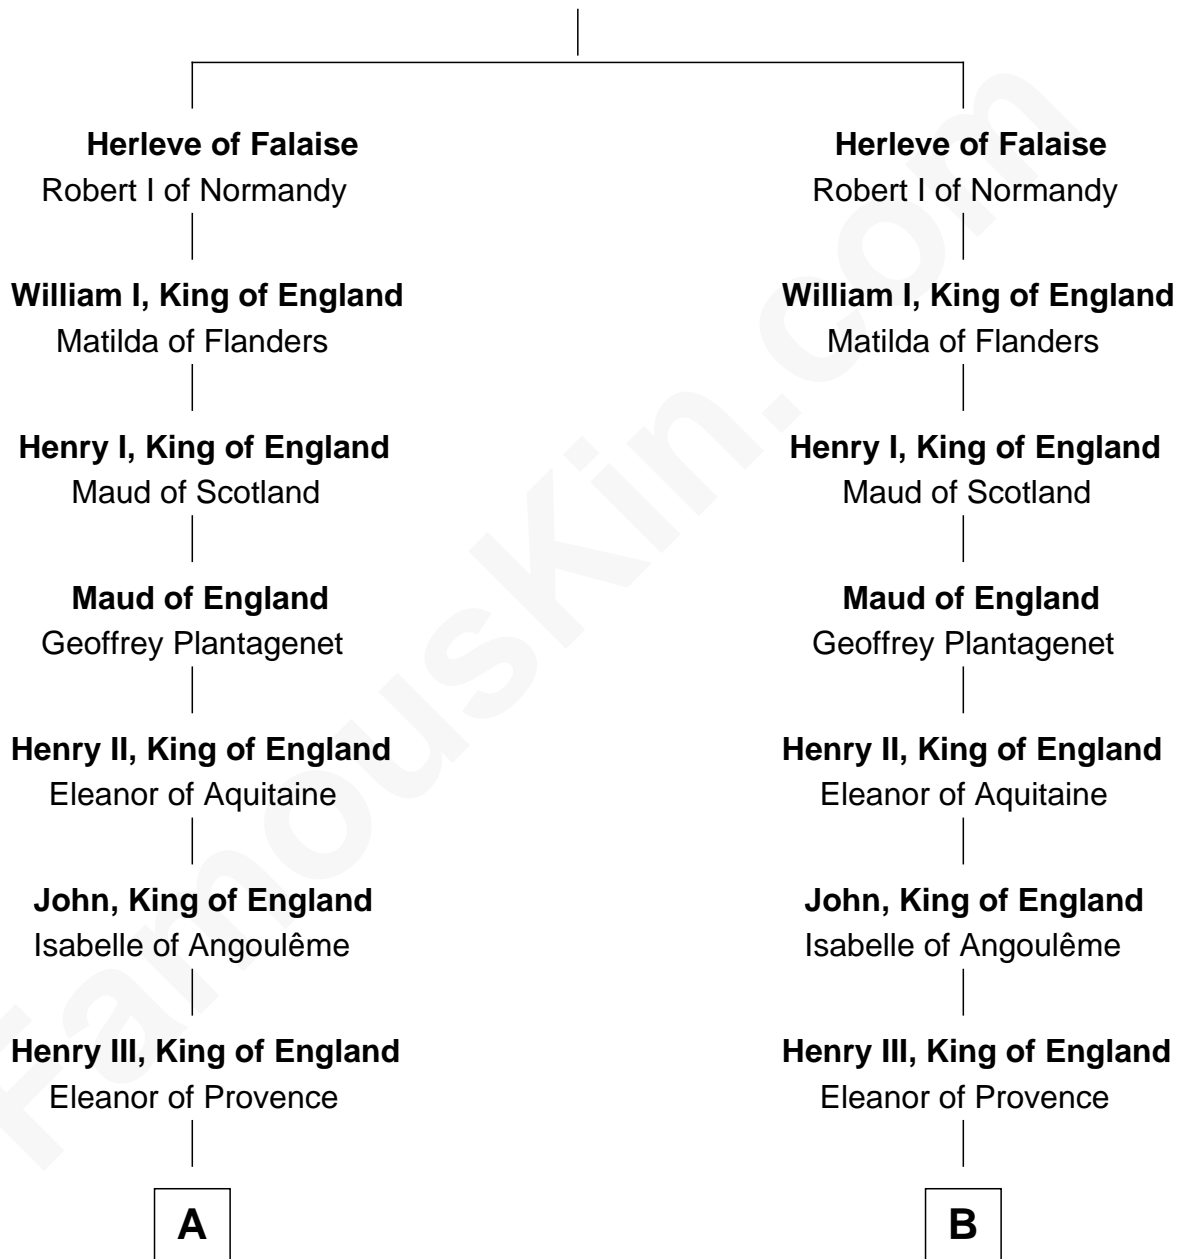 Herleve of Falaise
Robert I of Normandy
William I, King of England
Matilda of Flanders
Henry I, King of England
Maud of Scotland
Maud of England
Geoffrey Plantagenet
Henry II, King of England
Eleanor of Aquitaine
John, King of England
Isabelle of Angoulême
Henry III, King of England
Eleanor of Provence
A
Herleve of Falaise
Robert I of Normandy
William I, King of England
Matilda of Flanders
Henry I, King of England
Maud of Scotland
Maud of England
Geoffrey Plantagenet
Henry II, King of England
Eleanor of Aquitaine
John, King of England
Isabelle of Angoulême
Henry III, King of England
Eleanor of Provence
B
FamousKin.com